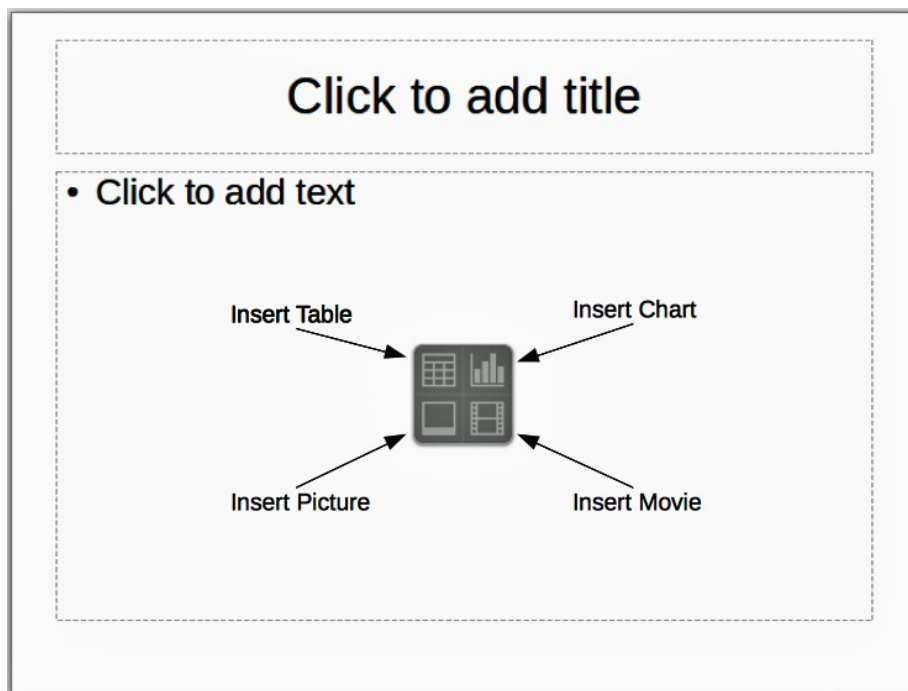 Click to add title
• Click to add text
Insert Table
Insert Chart
Insert Picture
Insert Movie